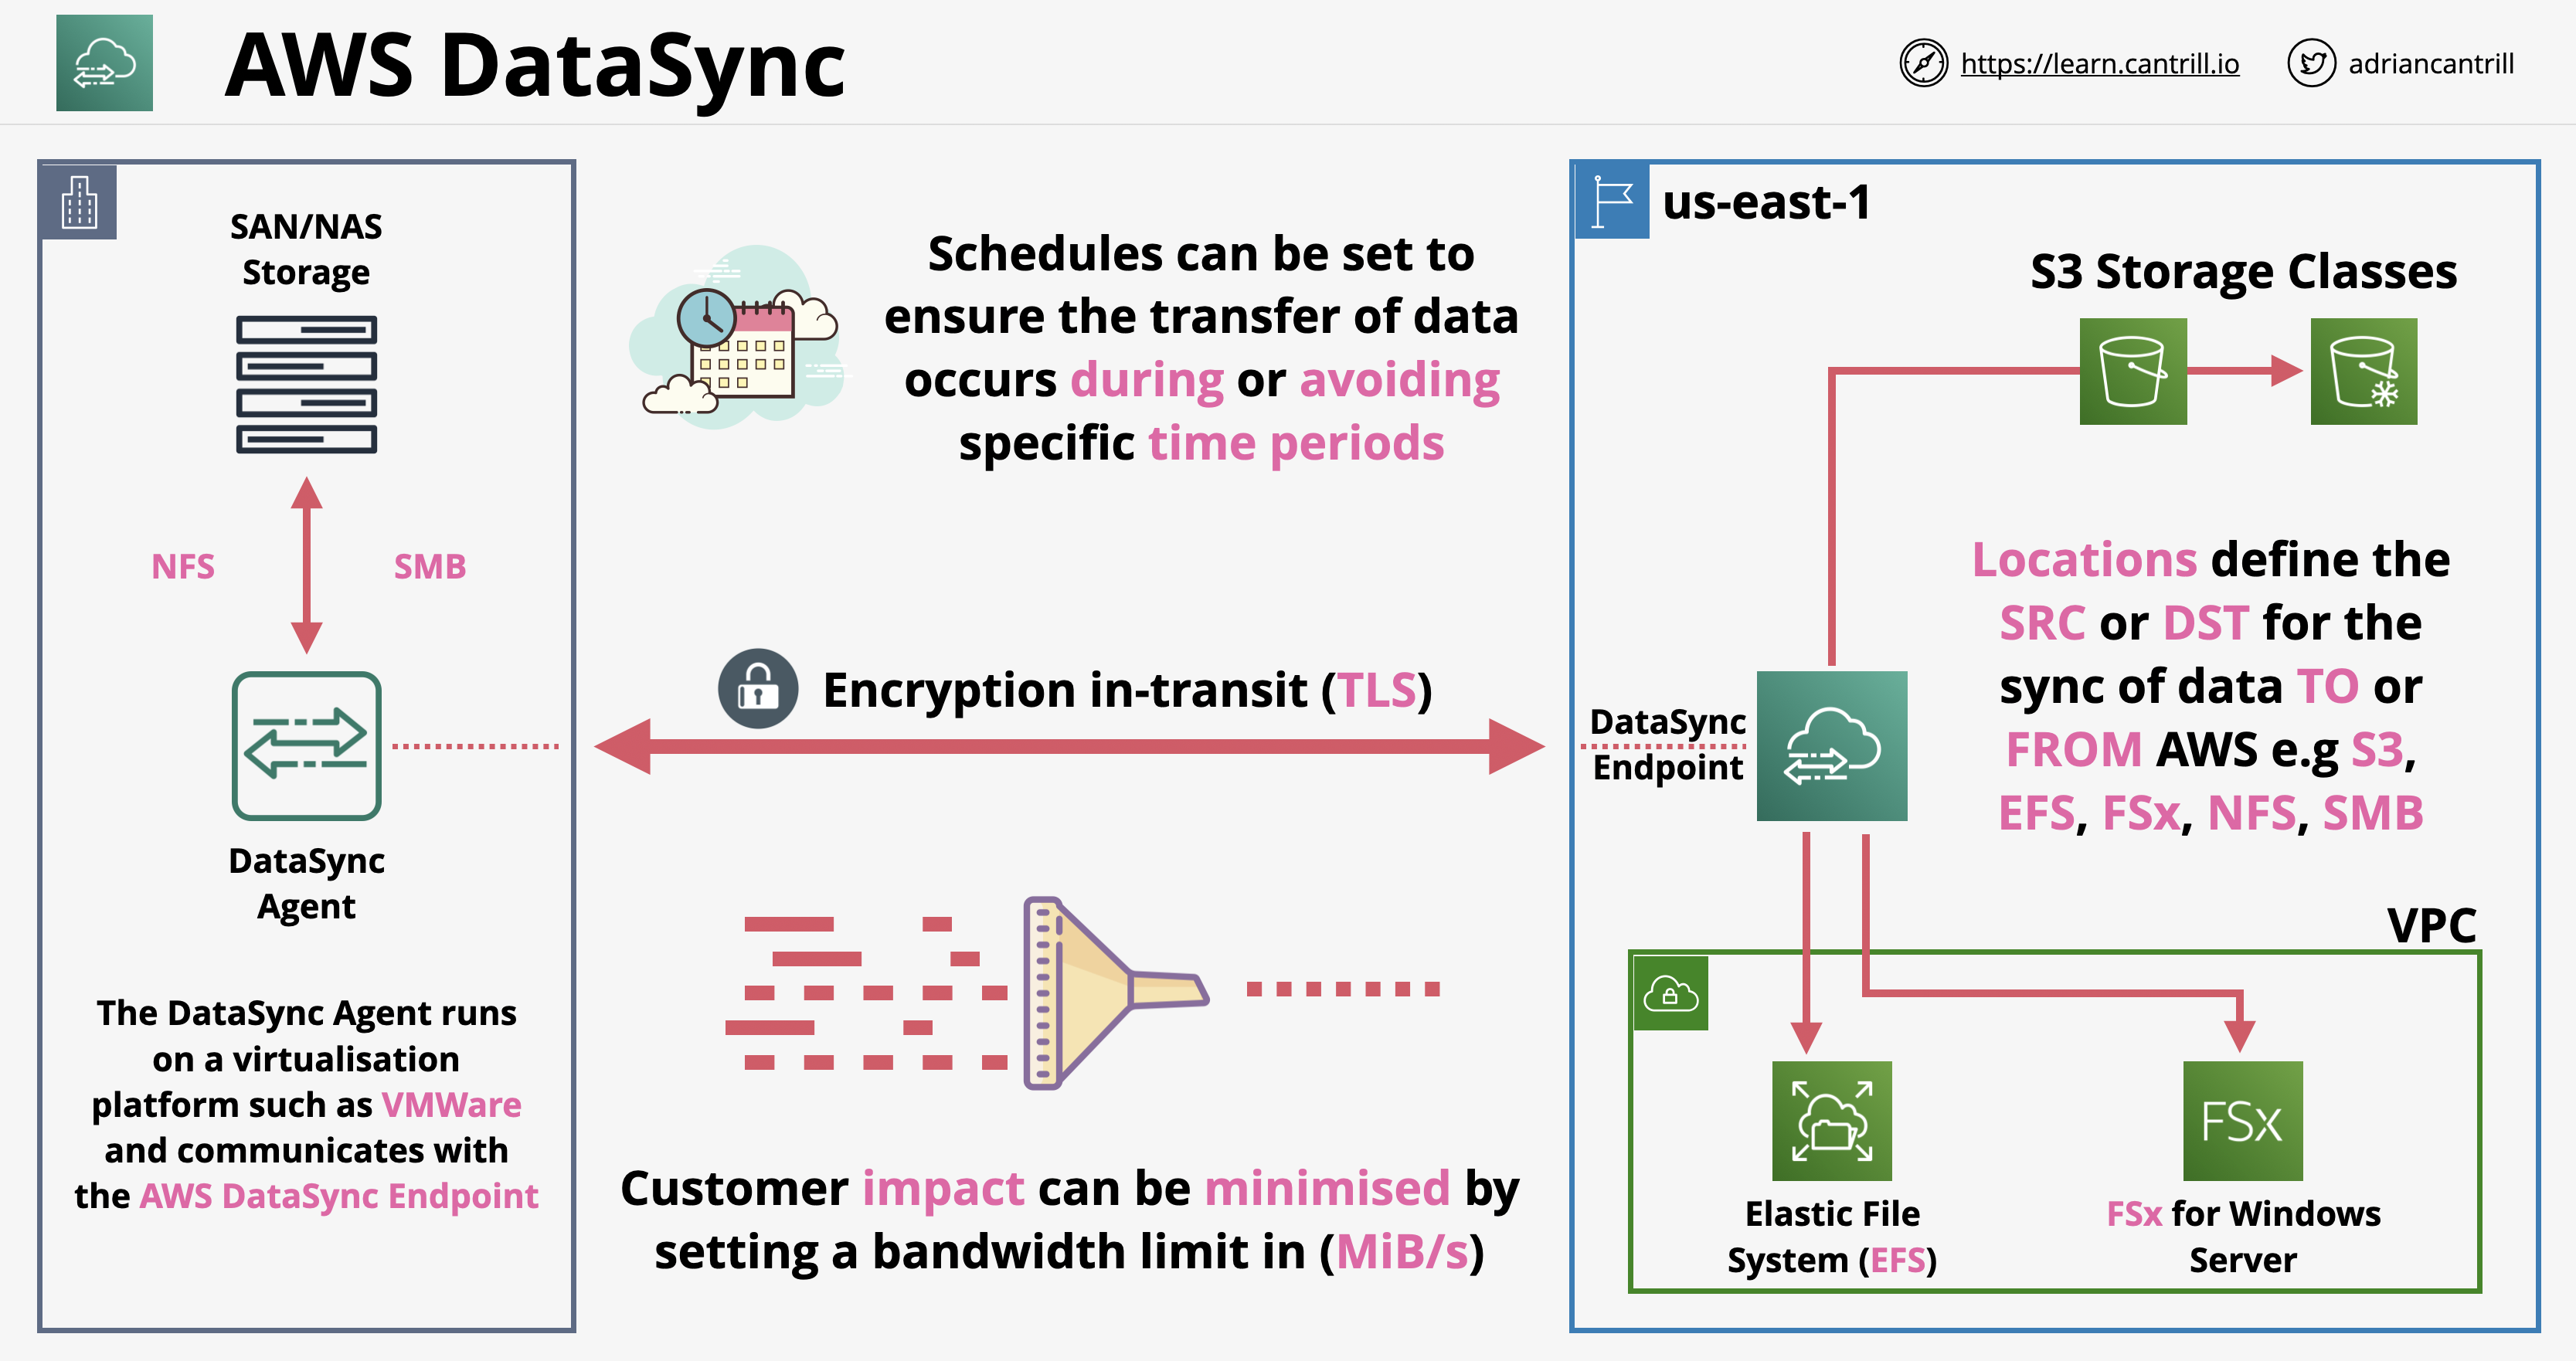 AWS DataSync
https://learn.cantrill.io
adriancantrill
SAN/NAS
Storage
NFS
SMB
DataSync
Agent
The DataSync Agent runs
on a virtualisation
platform such as VMWare
and communicates with
the AWS DataSync Endpoint
Schedules can be set to
ensure the transfer of data
occurs during or avoiding
specific time periods
Encryption in-transit (TLS)
Customer impact can be minimised by
setting a bandwidth limit in (MiB/s)
us-east-1
S3 Storage Classes
Locations define the
SRC or DST for the
sync of data TO or
FROM AWS e.g S3,
EFS, FSx, NFS, SMB
DataSync
Endpoint
VPC
Elastic File
System (EFS)
FSx
FSx for Windows
Server